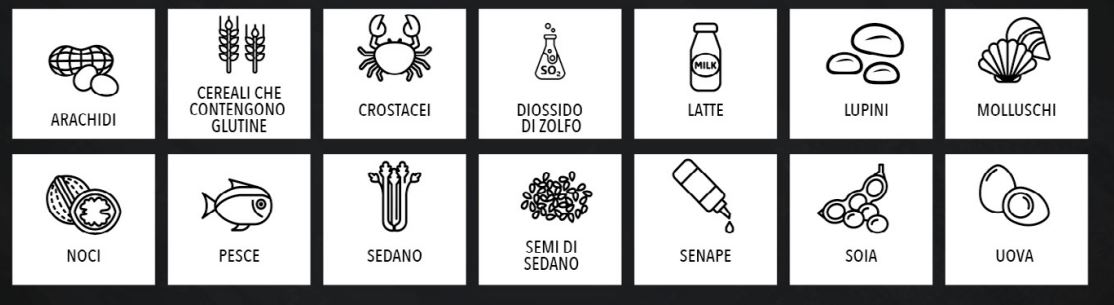 ARACHIDI
CEREALI CHE
CONTENGONO
GLUTINE
CROSTACEI
SO₂
DIOSSIDO
DI ZOLFO
MILK
LATTE
LUPINI
MOLLUSCHI
NOCI
PESCE
SEDANO
SEMI DI
SEDANO
SENAPE
SOIA
UOVA